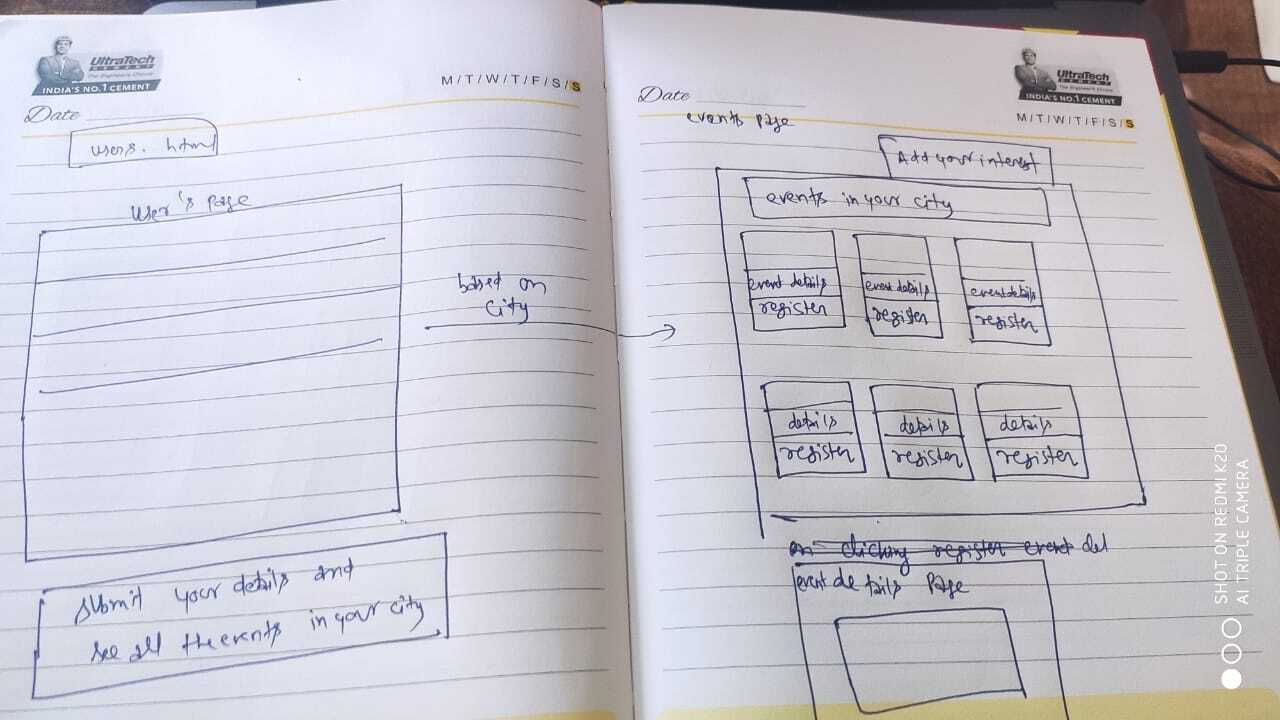 UltraTech
CEMENT
The Engineer's Choice
INDIA'S NO.1 CEMENT
M/T/W/T/F/S/S
Date
users.html
User's page
based on
city
submit your details and
see all the events in your city
UltraTech
CEMENT
The Engineer's Choice
INDIA'S NO.1 CEMENT
M/T/W/T/F/S/S
Date
events page
Add your interest
events in your city
event details
event details
event details
register
register
register
details
details
details
register
register
register
on clicking register event det
event details page
SHOT ON REDMI K20
AI TRIPLE CAMERA